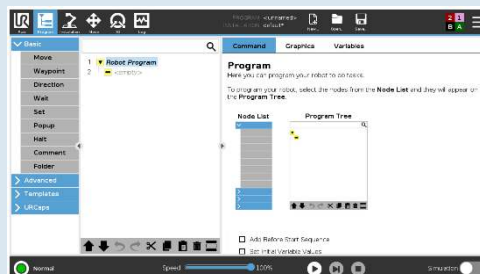 UR
Run
Program
Installation
Move
I/O
Log
PROGRAM <unnamed>
INSTALLATION default*
New...
Open...
Save...
Basic
Move
Waypoint
Direction
Wait
Set
Popup
Halt
Comment
Folder
Advanced
Templates
URCaps
1 Robot Program
2 <empty>
Command Graphics Variables
Program
Here you can program your robot to do tasks.
To program your robot, select the nodes from the Node List and they will appear on
the Program Tree.
Node List Program Tree
Add Before Start Sequence
Set Initial Variable Values
Normal
Speed 100%
Simulation